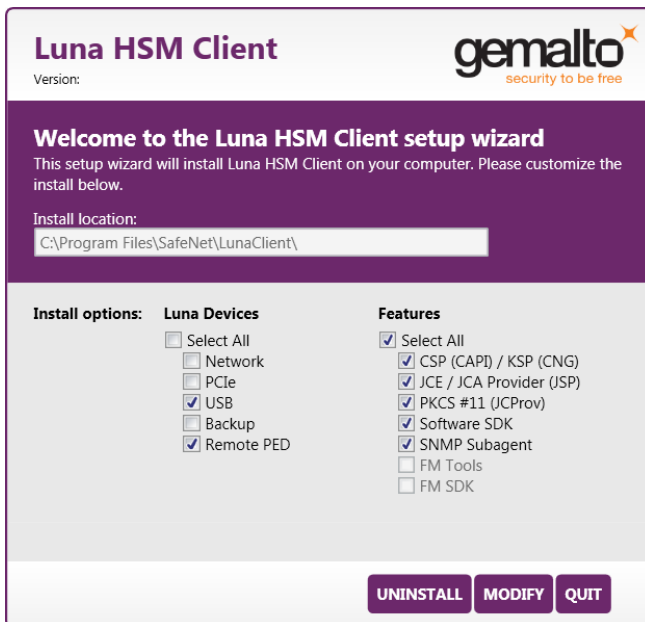 Luna HSM Client
Version:
gemalto
security to be free
Welcome to the Luna HSM Client setup wizard
This setup wizard will install Luna HSM Client on your computer. Please customize the
install below.
Install location:
C:\Program Files\SafeNet\LunaClient\
Install options:
Luna Devices
Select All
Network
PCIe
USB
Backup
Remote PED
Features
Select All
CSP (CAPI) / KSP (CNG)
JCE / JCA Provider (JSP)
PKCS #11 (JCProv)
Software SDK
SNMP Subagent
FM Tools
FM SDK
UNINSTALL
MODIFY
QUIT